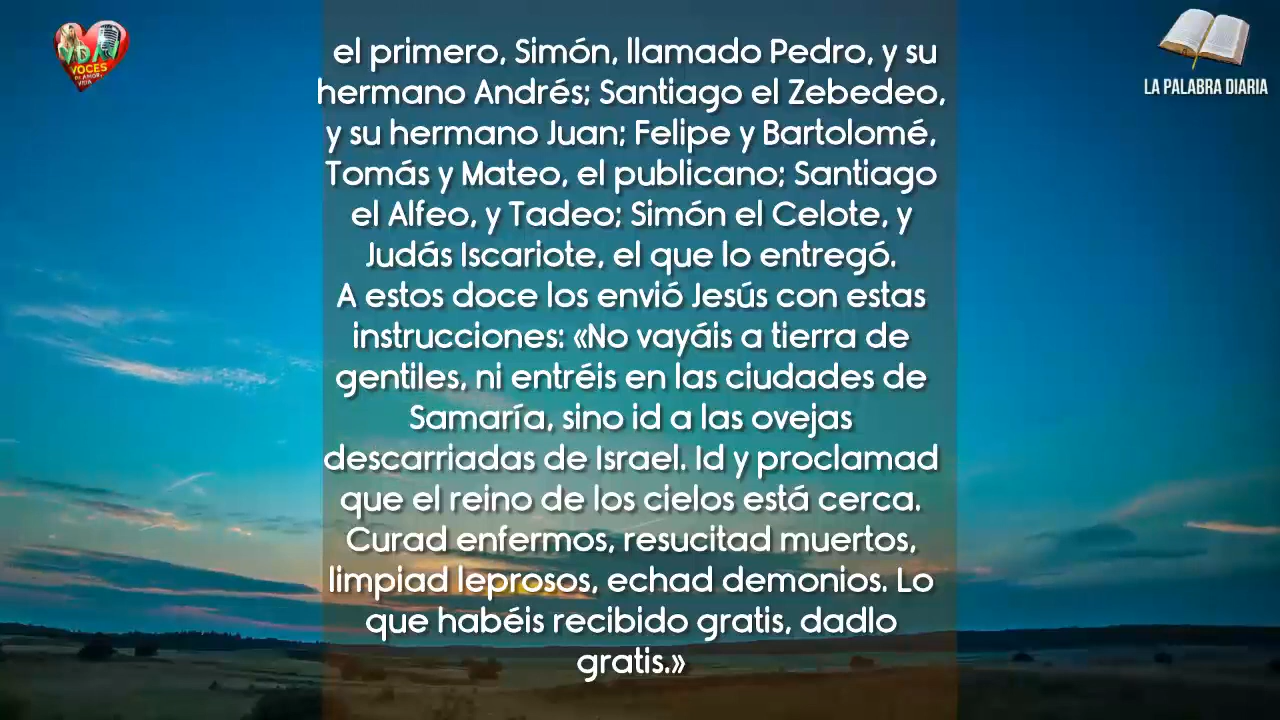 VDA
VOCES
DE AMOR Y
VIDA
LA PALABRA DIARIA
el primero, Simón, llamado Pedro, y su
hermano Andrés; Santiago el Zebedeo,
y su hermano Juan; Felipe y Bartolomé,
Tomás y Mateo, el publicano; Santiago
el Alfeo, y Tadeo; Simón el Celote, y
Judás Iscariote, el que lo entregó.
A estos doce los envió Jesús con estas
instrucciones: «No vayáis a tierra de
gentiles, ni entréis en las ciudades de
Samaría, sino id a las ovejas
descarriadas de Israel. Id y proclamad
que el reino de los cielos está cerca.
Curad enfermos, resucitad muertos,
limpiad leprosos, echad demonios. Lo
que habéis recibido gratis, dadlo
gratis.»